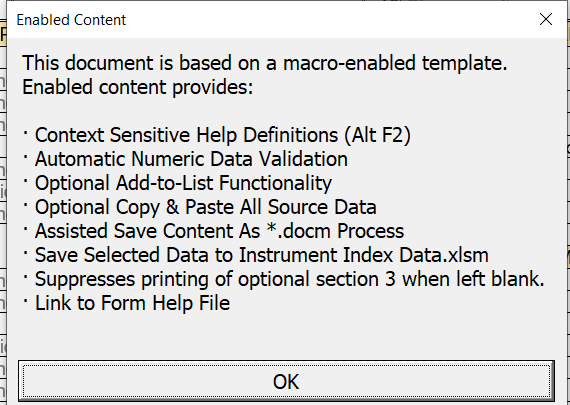 Enabled Content
This document is based on a macro-enabled template.
Enabled content provides:
· Context Sensitive Help Definitions (Alt F2)
· Automatic Numeric Data Validation
· Optional Add-to-List Functionality
· Optional Copy & Paste All Source Data
· Assisted Save Content As *.docm Process
· Save Selected Data to Instrument Index Data.xlsm
· Suppresses printing of optional section 3 when left blank.
· Link to Form Help File
OK